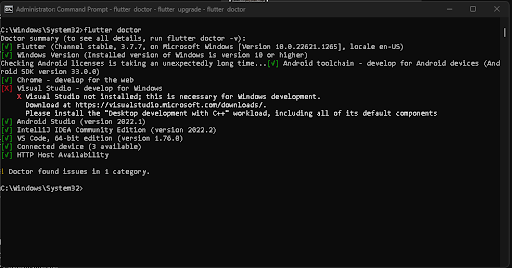 Administrator: Command Prompt - flutter doctor - flutter upgrade - flutter doctor
C:\Windows\System32>flutter doctor
Doctor summary (to see all details, run flutter doctor -v):
[√] Flutter (Channel stable, 3.7.7, on Microsoft Windows [Version 10.0.22621.1265], locale en-US)
[√] Windows Version (Installed version of Windows is version 10 or higher)
Checking Android licenses is taking an unexpectedly long time...[√] Android toolchain - develop for Android devices (And
roid SDK version 33.0.0)
[√] Chrome - develop for the web
[X] Visual Studio - develop for Windows
X Visual Studio not installed; this is necessary for Windows development.
Download at https://visualstudio.microsoft.com/downloads/.
Please install the "Desktop development with C++" workload, including all of its default components
[√] Android Studio (version 2022.1)
[√] IntelliJ IDEA Community Edition (version 2022.2)
[√] VS Code, 64-bit edition (version 1.76.0)
[√] Connected device (3 available)
[√] HTTP Host Availability
! Doctor found issues in 1 category.
C:\Windows\System32>